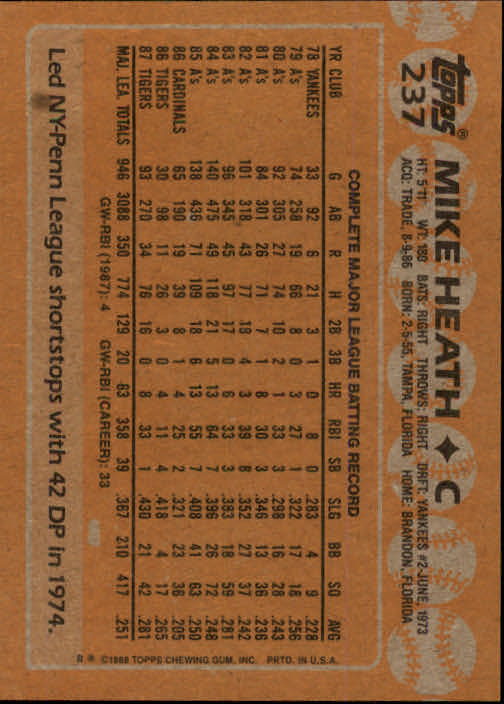 topps®
237
MIKE HEATH ✦ C
HT: 5'11" WT: 180 BATS: RIGHT THROWS: RIGHT DRFT: YANKEES #2-JUNE, 1973
ACQ: TRADE, 8-9-86 BORN: 2-5-55, TAMPA, FLORIDA HOME: BRANDON, FLORIDA
COMPLETE MAJOR LEAGUE BATTING RECORD
YR CLUB G AB R H 2B 3B HR RBI SB SLG BB SO AVG
78 YANKEES 33 92 6 21 3 1 0 8 0 .283 4 9 .228
79 A's 74 258 19 66 8 0 3 27 1 .322 17 18 .256
80 A's 92 305 27 74 10 2 1 33 3 .298 16 28 .243
81 A's 84 301 26 71 7 1 8 30 3 .346 13 36 .236
82 A's 101 318 43 77 18 4 3 39 8 .352 27 37 .242
83 A's 96 345 45 97 17 0 6 33 3 .383 18 59 .281
84 A's 140 475 49 118 21 5 13 64 7 .396 26 72 .248
85 A's 138 436 71 109 18 6 13 55 7 .408 41 63 .250
86 CARDINALS 65 190 19 39 8 1 4 25 2 .321 23 36 .205
86 TIGERS 30 98 11 26 3 0 4 11 4 .418 4 17 .265
87 TIGERS 93 270 34 76 16 0 8 33 1 .430 21 42 .281
MAJ. LEA. TOTALS 946 3088 350 774 129 20 63 358 39 .367 210 417 .251
GW-RBI (1987): 4 GW-RBI (CAREER): 33
Led NY-Penn League shortstops with 42 DP in 1974.
B * ©1988 TOPPS CHEWING GUM, INC. PRTD. IN U.S.A.